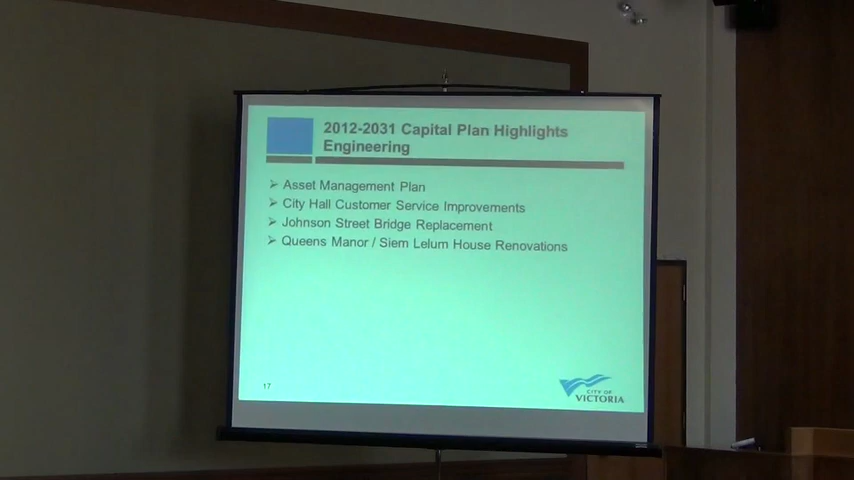 2012-2031 Capital Plan Highlights
Engineering
➢ Asset Management Plan
➢ City Hall Customer Service Improvements
➢ Johnson Street Bridge Replacement
➢ Queens Manor / Siem Lelum House Renovations
17
CITY OF
VICTORIA